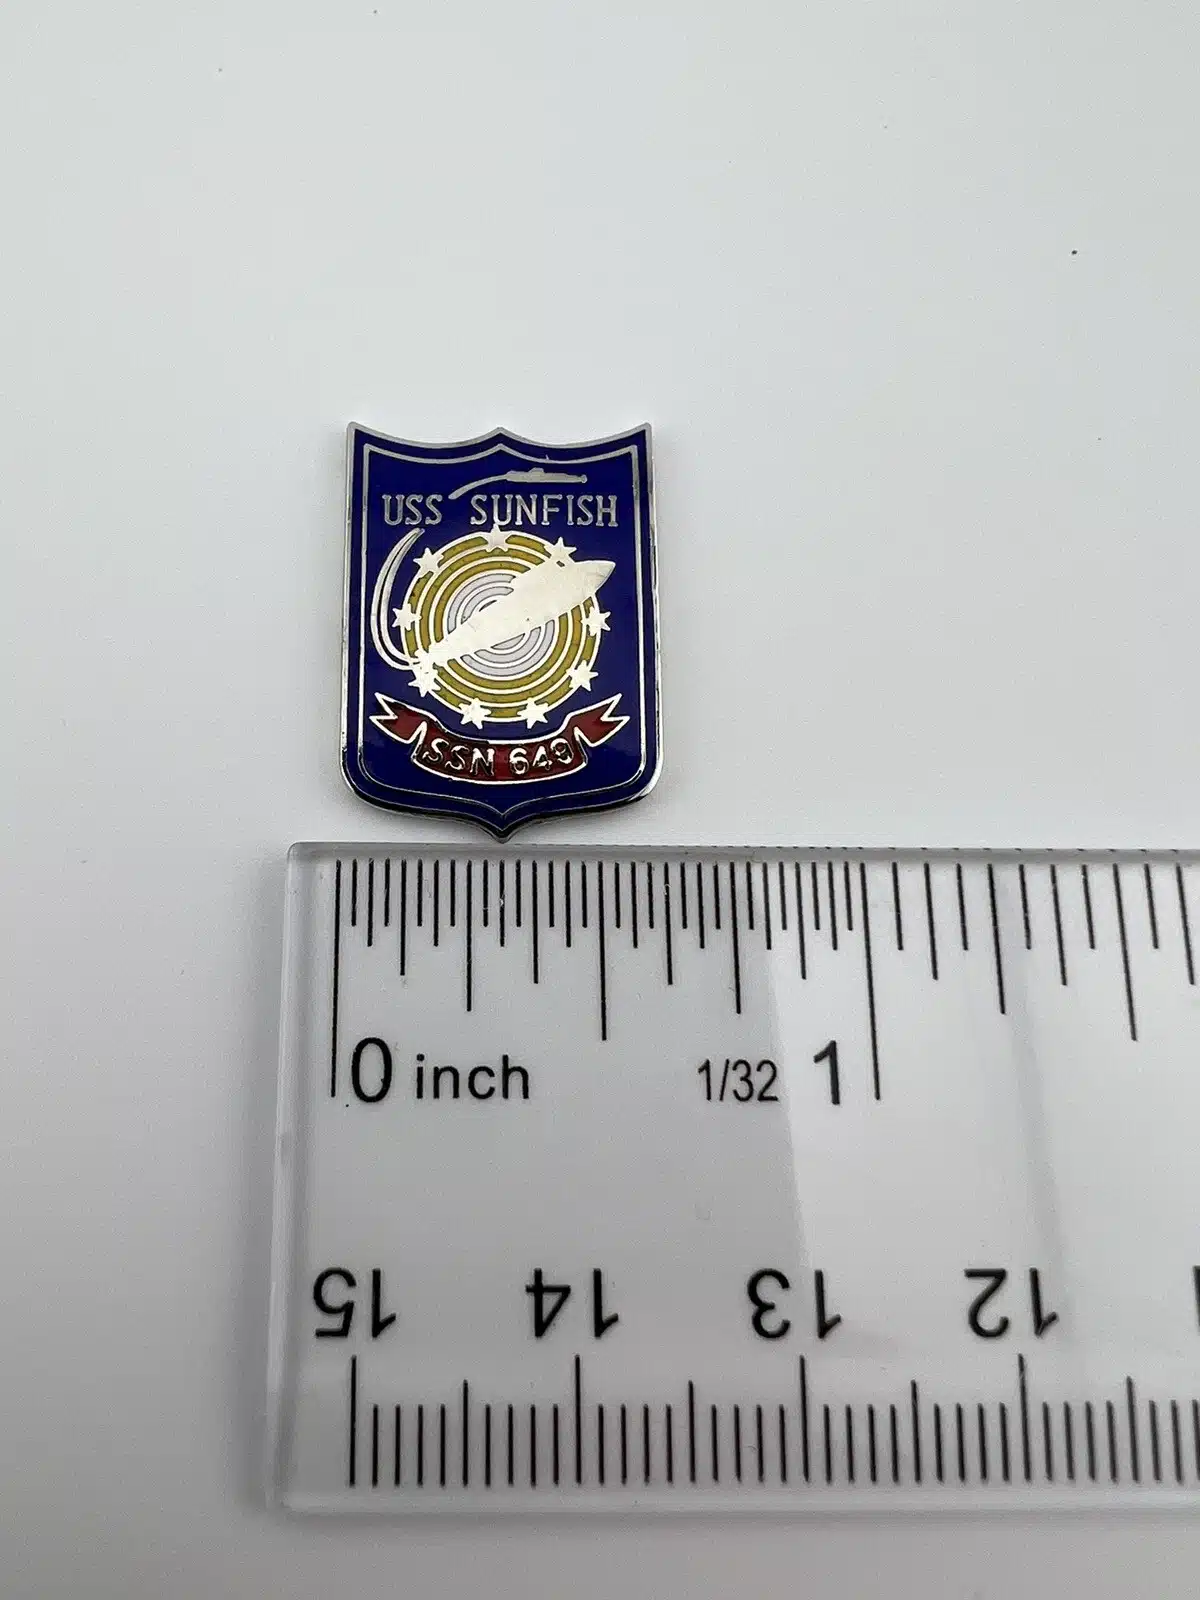 USS SUNFISH
SSN 649
0 inch 1/32 1
15 14 13 12